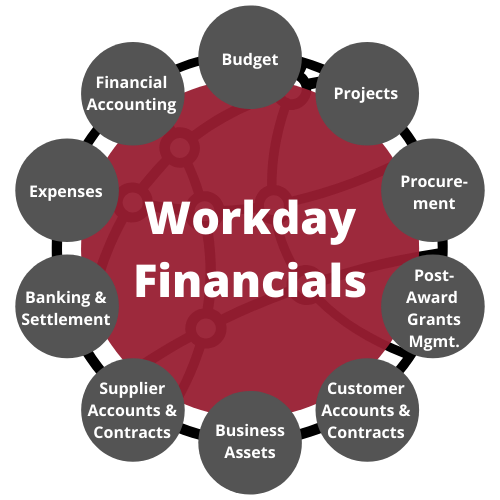 Budget
Projects
Procure-
ment
Post-
Award
Grants
Mgmt.
Customer
Accounts &
Contracts
Business
Assets
Supplier
Accounts &
Contracts
Banking &
Settlement
Expenses
Financial
Accounting
Workday
Financials